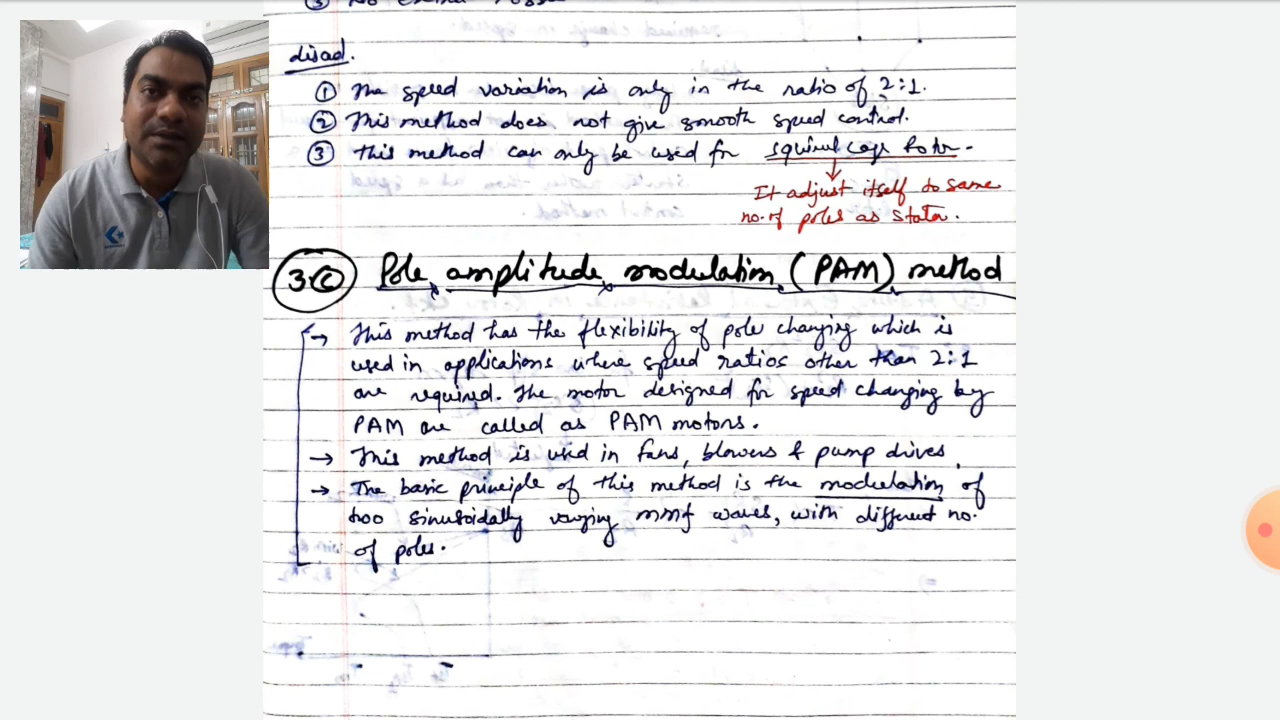 disad.
① The speed variation is only in the ratio of 2:1.
② This method does not give smooth speed control.
③ This method can only be used for squirrel cage Rotor.
It adjust itself to same
no. of poles as stator.
3.C Pole amplitude modulation (PAM) method
→ This method has the flexibility of pole changing which is
used in applications where speed ratios other than 2:1
are required. The motor designed for speed changing by
PAM are called as PAM motors.
→ This method is used in fans, blowers & pump drives.
→ The basic principle of this method is the modulation of
two sinusoidally varying mmf waves, with different no.
of poles.